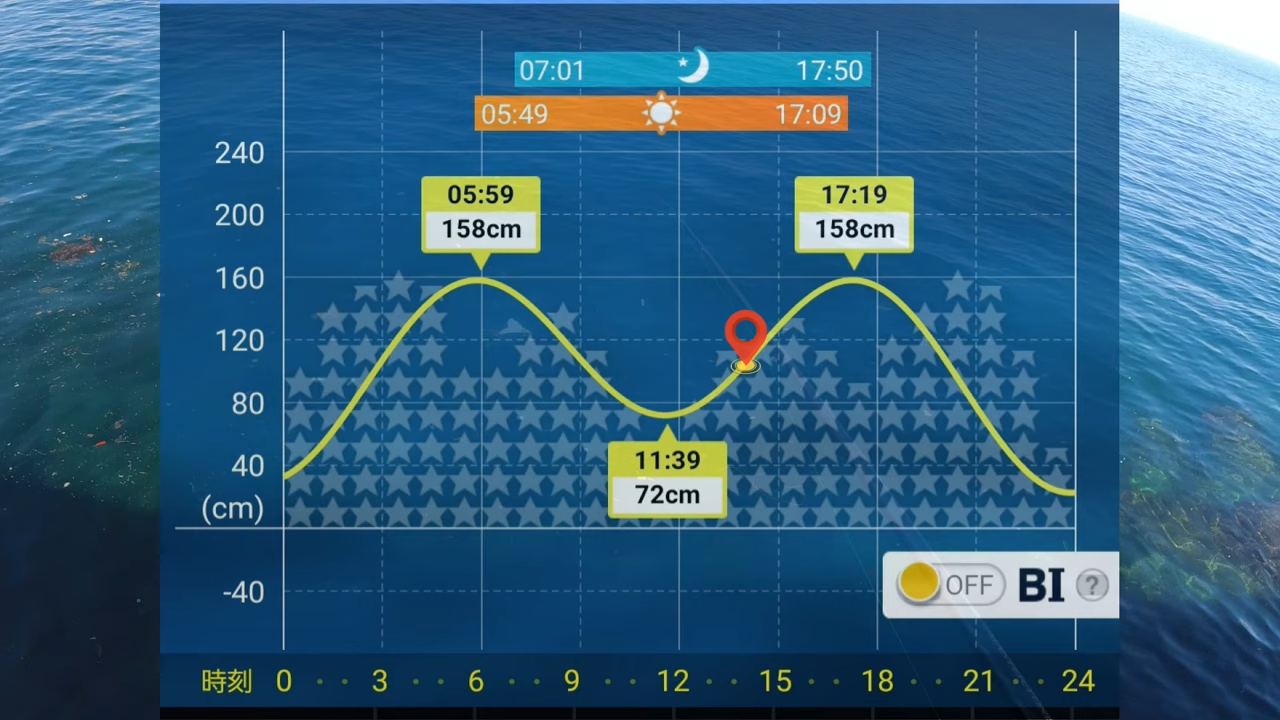 07:01 17:50
05:49 17:09
240
200
160
120
80
40
(cm)
-40
05:59
158cm
17:19
158cm
11:39
72cm
OFF BI ?
時刻 0 3 6 9 12 15 18 21 24